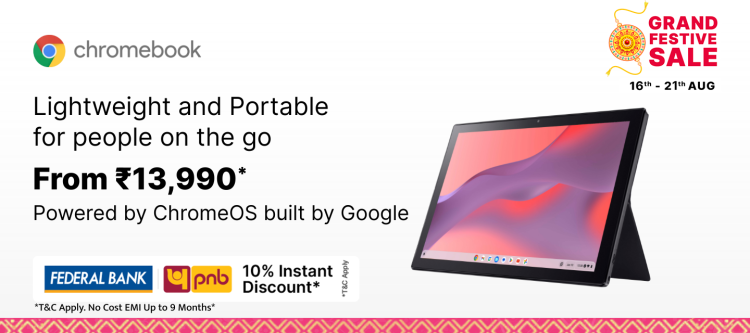 chromebook
GRAND
FESTIVE
SALE
16th - 21th AUG
Lightweight and Portable
for people on the go
From ₹13,990*
Powered by ChromeOS built by Google
FEDERAL BANK
pnb
10% Instant
Discount*
*T&C Apply
*T&C Apply. No Cost EMI Up to 9 Months*